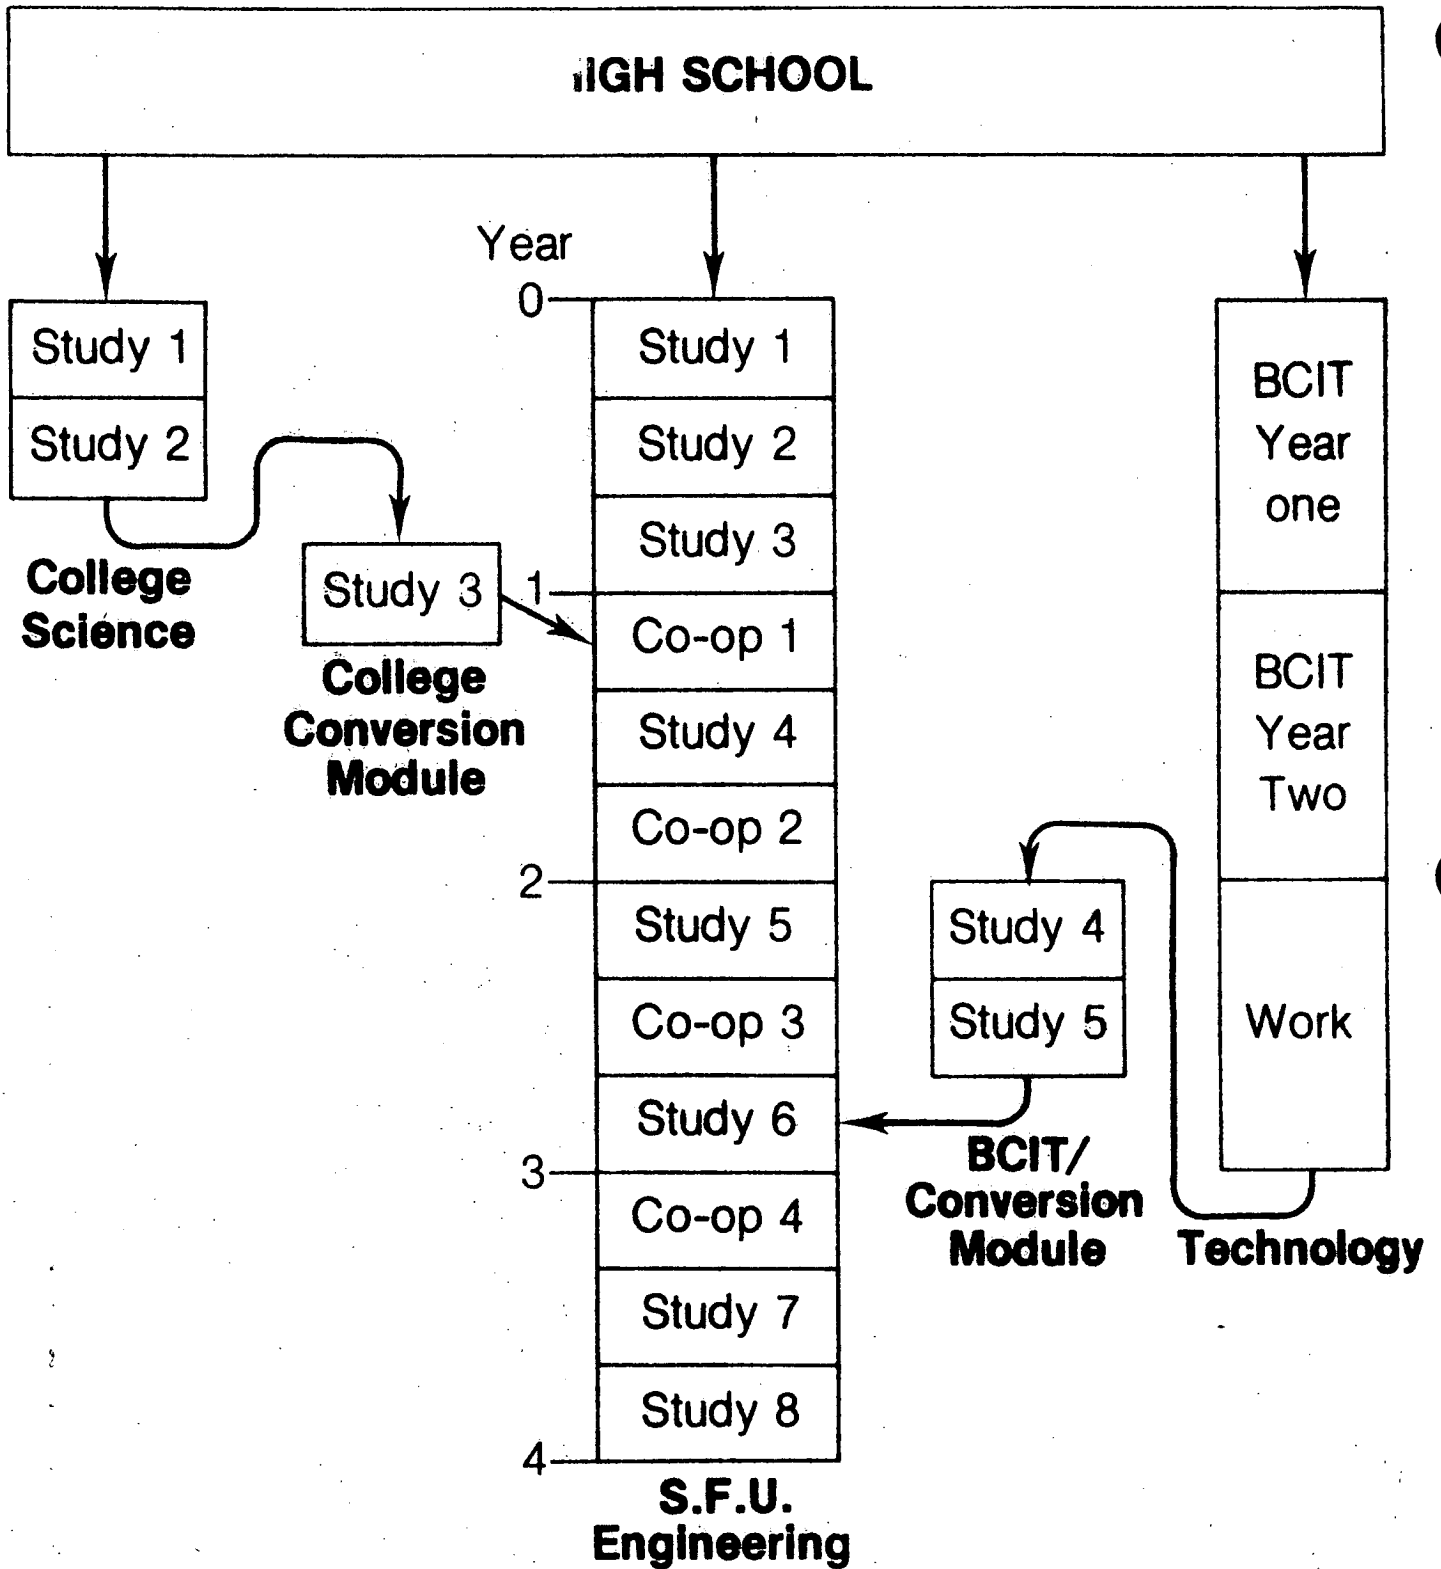 HIGH SCHOOL
Year
0
1
2
3
4
Study 1
Study 2
College
Science
Study 3
College
Conversion
Module
Study 1
Study 2
Study 3
Co-op 1
Study 4
Co-op 2
Study 5
Co-op 3
Study 6
Co-op 4
Study 7
Study 8
S.F.U.
Engineering
Study 4
Study 5
BCIT/
Conversion
Module
BCIT
Year
one
BCIT
Year
Two
Work
Technology